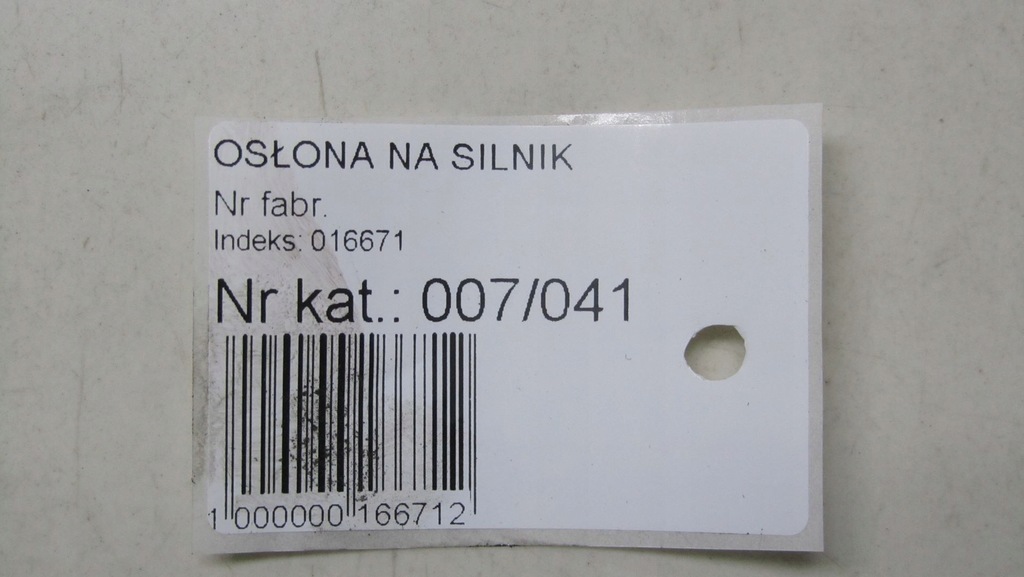 OSŁONA NA SILNIK
Nr fabr.
Indeks: 016671
Nr kat.: 007/041
1 000000 166712